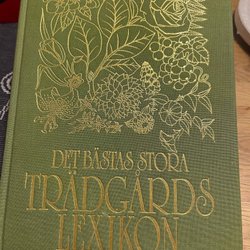 DET BÄSTAS STORA
TRÄDGÅRDS
LEXIKON